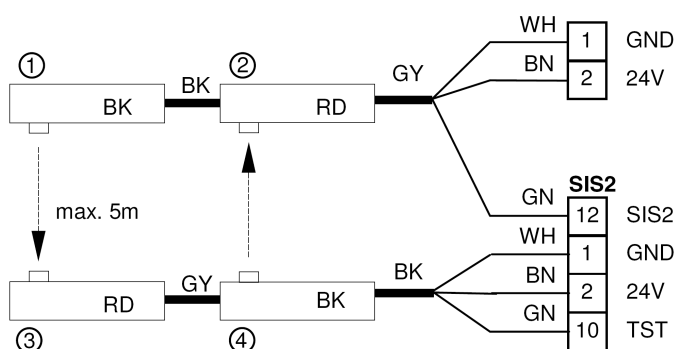 WH 1 GND
① ② BK GY BN 2 24V
BK RD
SIS2
max. 5m GN 12 SIS2
WH 1 GND
GY BK BN 2 24V
RD BK GN 10 TST
③ ④